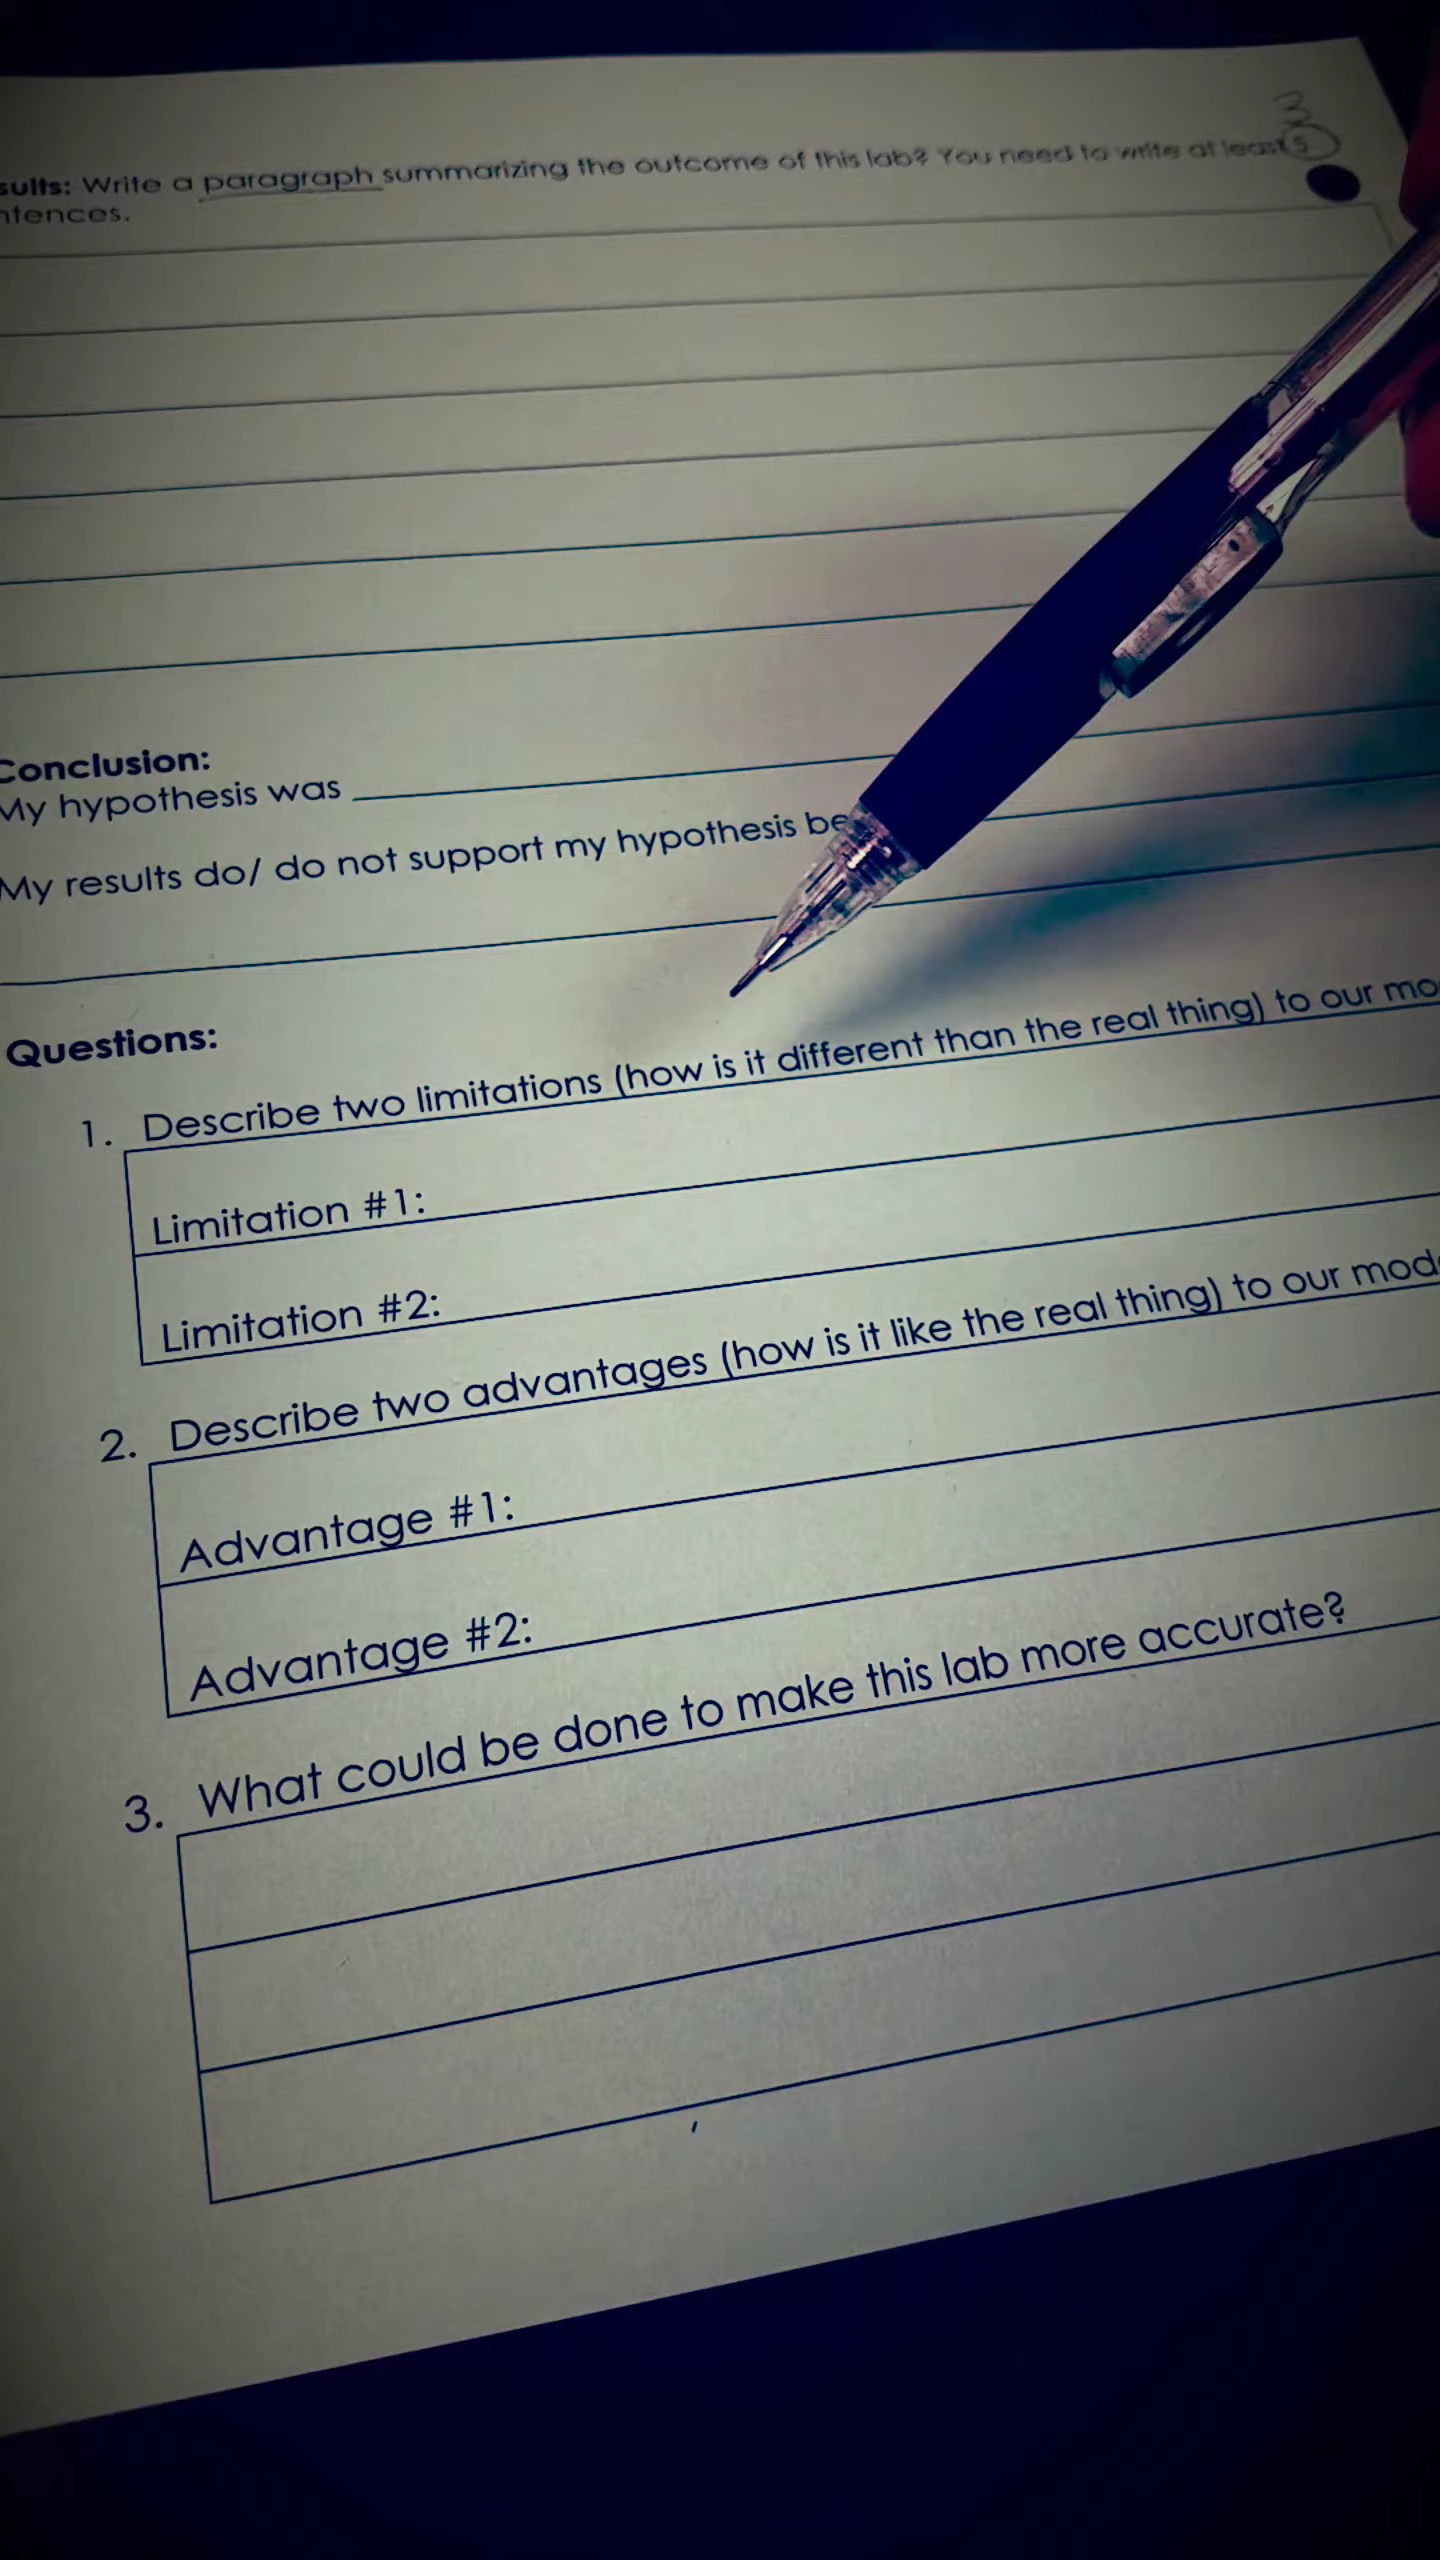 3
sults: Write a paragraph summarizing the outcome of this lab? You need to write at least 5
ntences.
Conclusion:
My hypothesis was
My results do/ do not support my hypothesis be
Questions:
1. Describe two limitations (how is it different than the real thing) to our mo
Limitation #1:
Limitation #2:
2. Describe two advantages (how is it like the real thing) to our mod
Advantage #1:
Advantage #2:
3. What could be done to make this lab more accurate?